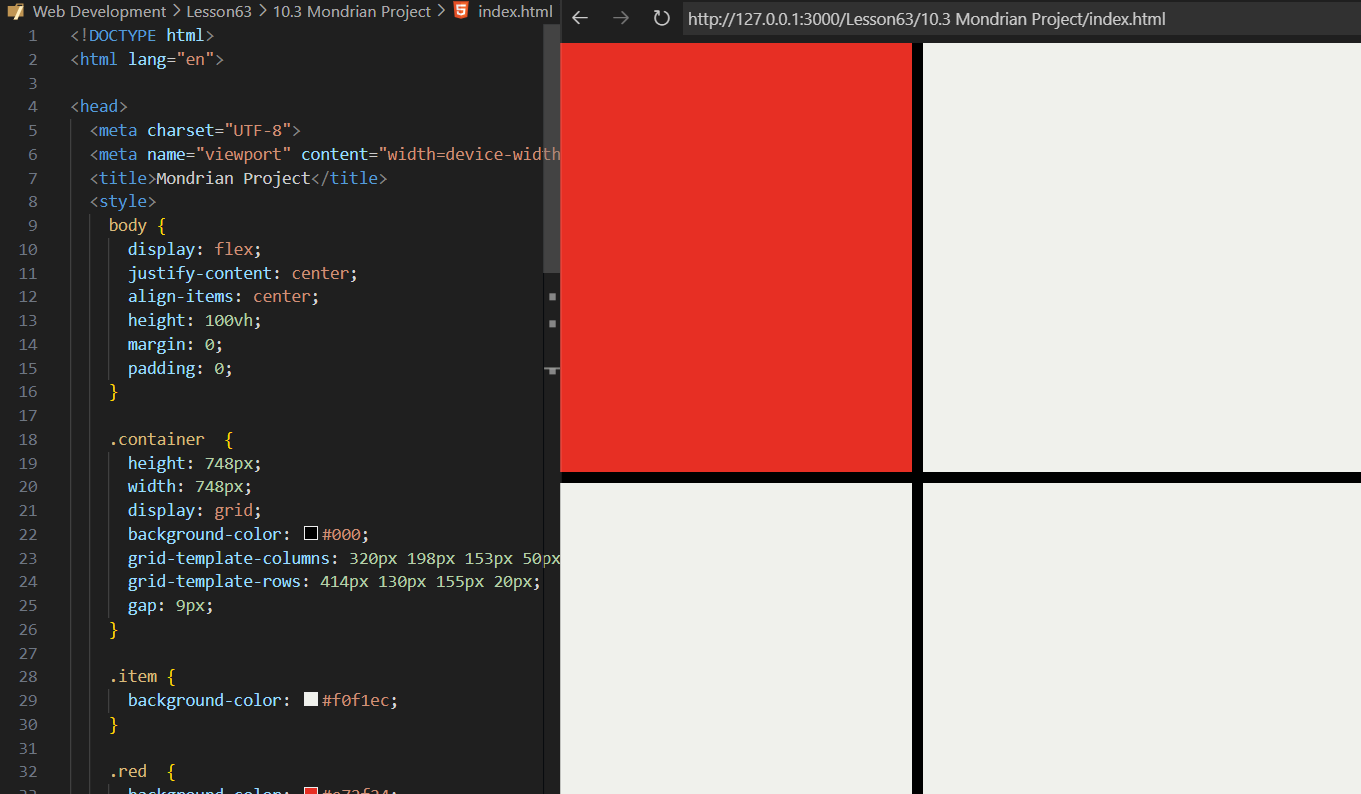 Web Development > Lesson63 > 10.3 Mondrian Project > index.html
http://127.0.0.1:3000/Lesson63/10.3 Mondrian Project/index.html
1 <!DOCTYPE html>
2 <html lang="en">
3
4 <head>
5 <meta charset="UTF-8">
6 <meta name="viewport" content="width=device-width
7 <title>Mondrian Project</title>
8 <style>
9 body {
10 display: flex;
11 justify-content: center;
12 align-items: center;
13 height: 100vh;
14 margin: 0;
15 padding: 0;
16 }
17
18 .container {
19 height: 748px;
20 width: 748px;
21 display: grid;
22 background-color: #000;
23 grid-template-columns: 320px 198px 153px 50px
24 grid-template-rows: 414px 130px 155px 20px;
25 gap: 9px;
26 }
27
28 .item {
29 background-color: #f0f1ec;
30 }
31
32 .red {
33 background-color: